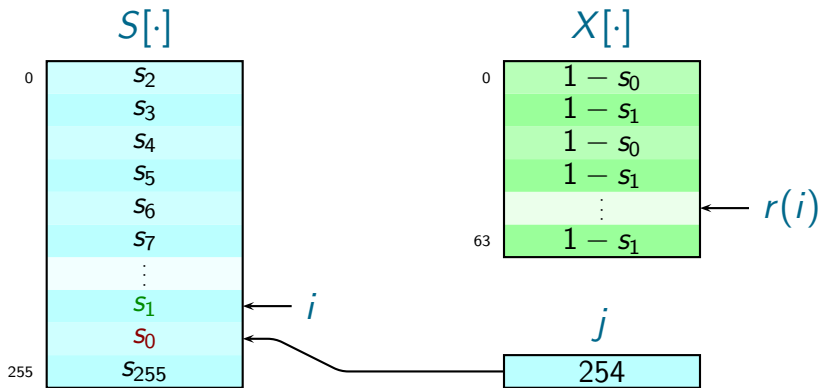 S[·]
0 s₂
s₃
s₄
s₅
s₆
s₇
⋮
s₁ i
s₀
255 s₂₅₅
X[·]
0 1 − s₀
1 − s₁
1 − s₀
1 − s₁
⋮ r(i)
63 1 − s₁
j
254